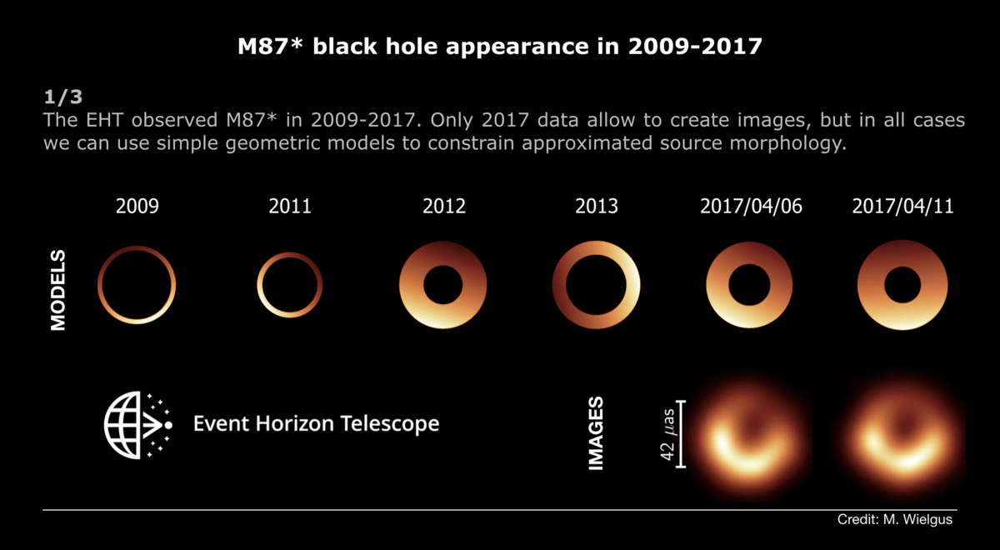 M87* black hole appearance in 2009-2017
1/3
The EHT observed M87* in 2009-2017. Only 2017 data allow to create images, but in all cases
we can use simple geometric models to constrain approximated source morphology.
2009 2011 2012 2013 2017/04/06 2017/04/11
MODELS
Event Horizon Telescope
IMAGES
42 μas
Credit: M. Wielgus